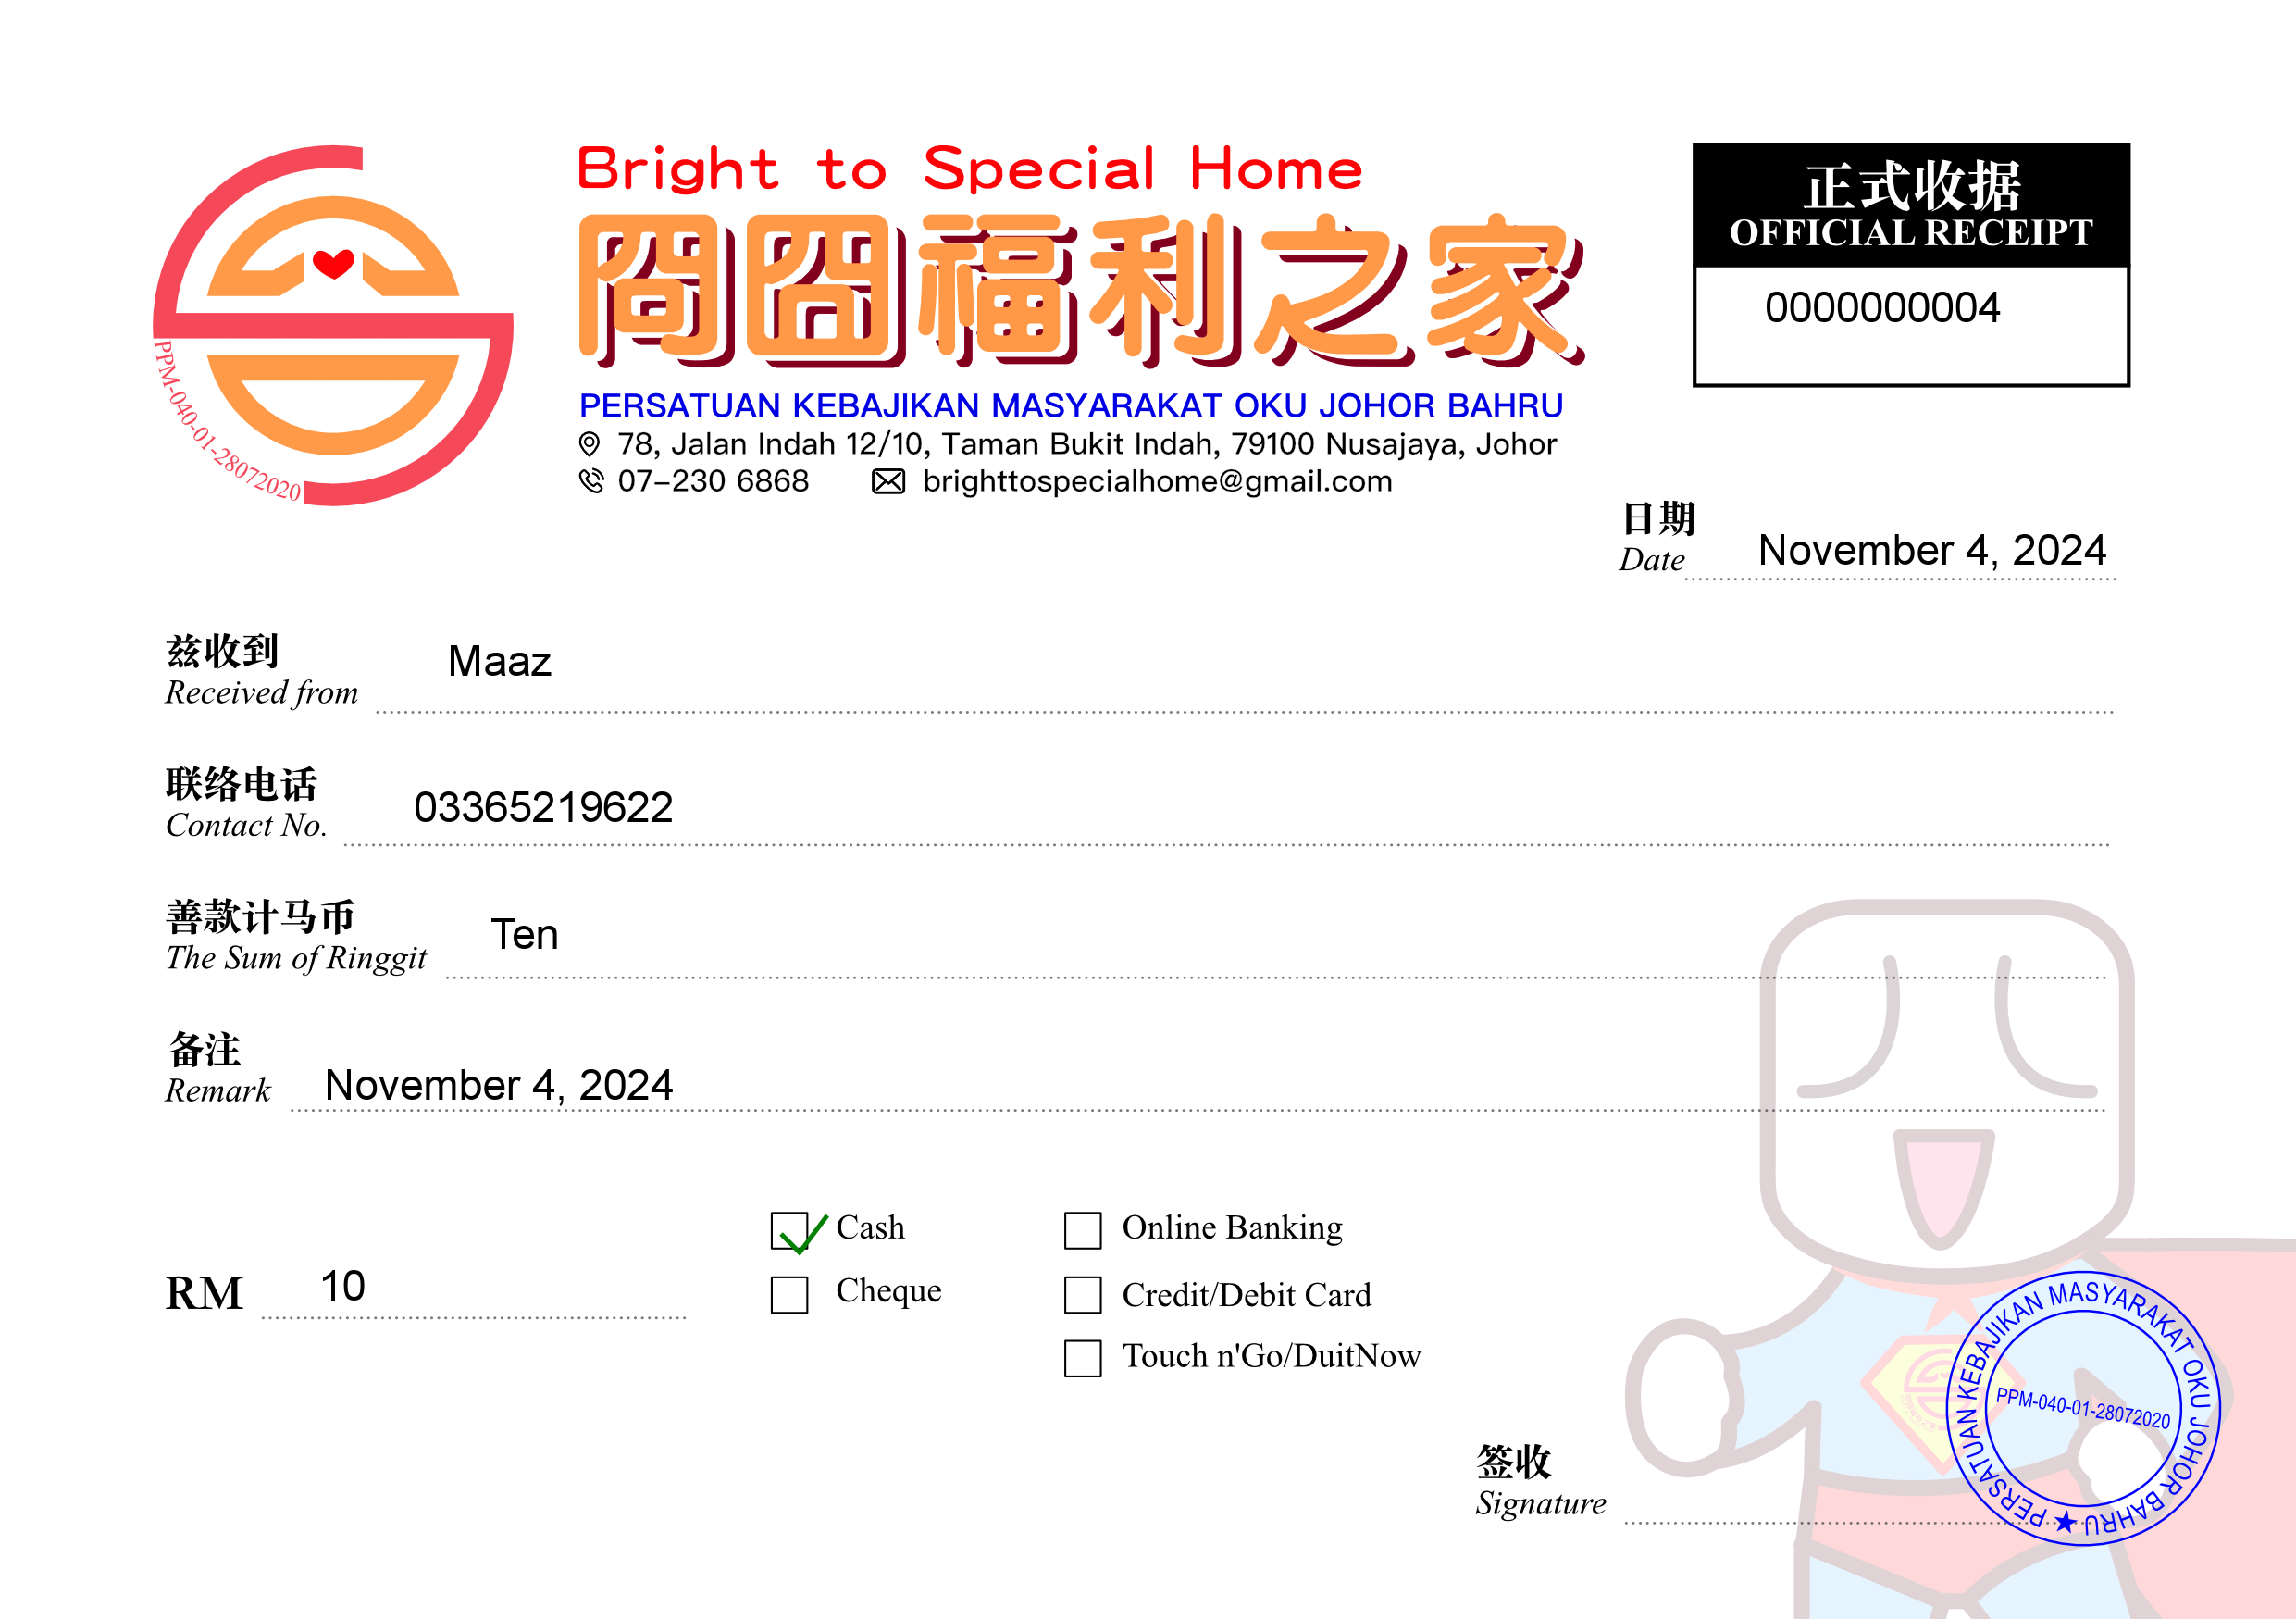 PPM-040-01-28072020
Bright to Special Home
冏囧福利之家
PERSATUAN KEBAJIKAN MASYARAKAT OKU JOHOR BAHRU
78, Jalan Indah 12/10, Taman Bukit Indah, 79100 Nusajaya, Johor
07-230 6868 brighttospecialhome@gmail.com
正式收据
OFFICIAL RECEIPT
0000000004
日期
Date November 4, 2024
兹收到
Received from Maaz
联络电话
Contact No. 03365219622
善款计马币
The Sum of Ringgit Ten
备注
Remark November 4, 2024
RM 10
Cash
Cheque
Online Banking
Credit/Debit Card
Touch n'Go/DuitNow
签收
Signature
PERSATUAN KEBAJIKAN MASYARAKAT OKU JOHOR BAHRU
PPM-040-01-28072020